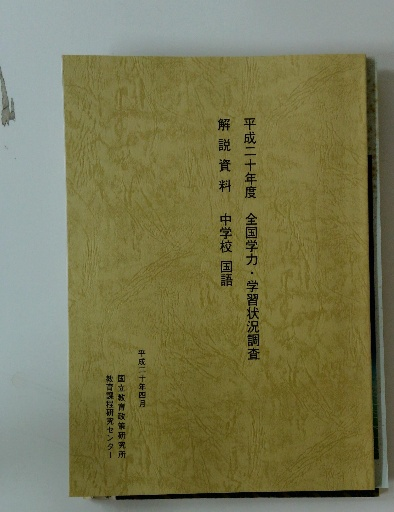 平成二十年度　全国学力・学習状況調査
解説資料　中学校 国語
平成二十年四月
国立教育政策研究所
教育課程研究センター